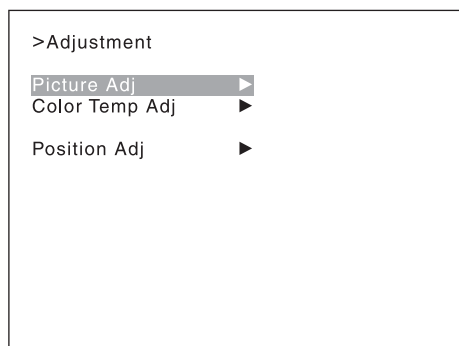 >Adjustment
Picture Adj ▶
Color Temp Adj ▶
Position Adj ▶